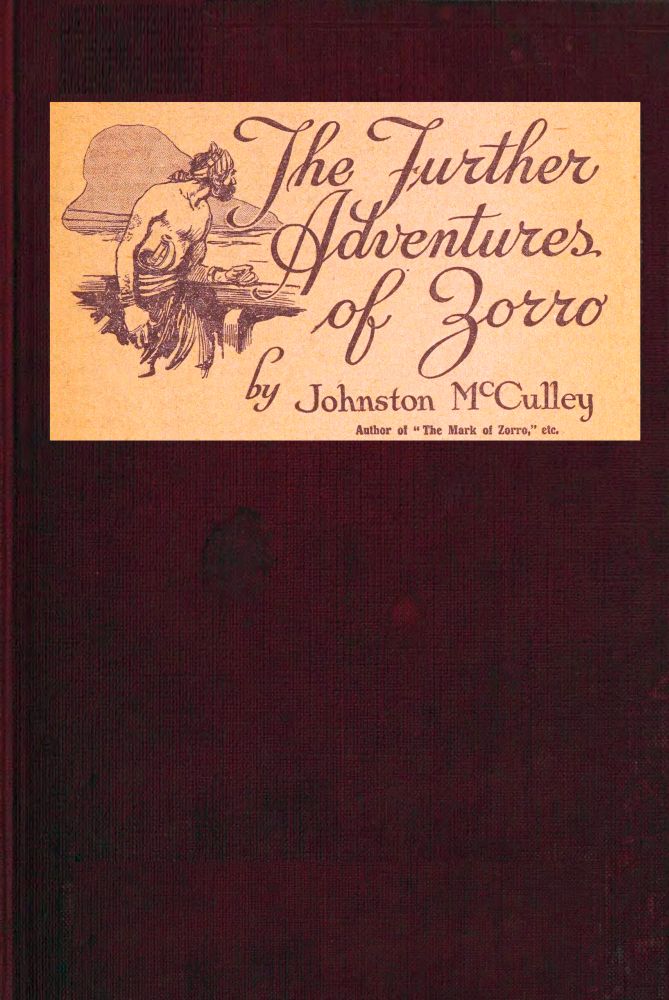 The Further
Adventures
of Zorro
by Johnston McCulley
Author of "The Mark of Zorro," etc.